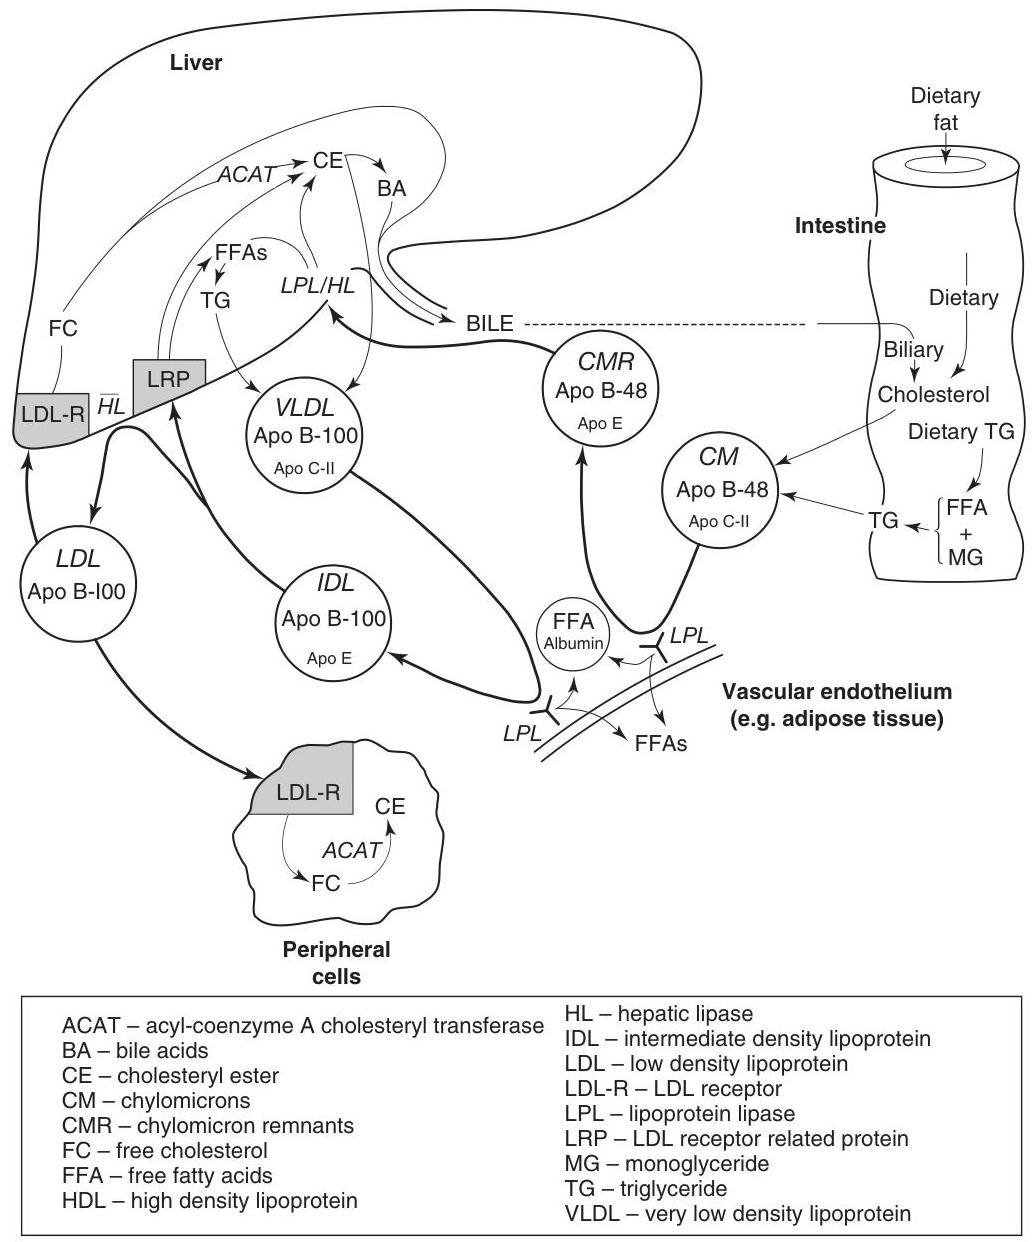 Liver
Dietary
fat
Intestine
ACAT
CE
BA
FFAs
TG
LPL/HL
FC
BILE
LDL-R
HL
LRP
Dietary
Biliary
Cholesterol
Dietary TG
FFA
+
MG
TG
CMR
Apo B-48
Apo E
VLDL
Apo B-100
Apo C-II
CM
Apo B-48
Apo C-II
LDL
Apo B-I00
IDL
Apo B-100
Apo E
FFA
Albumin
LPL
LPL
FFAs
Vascular endothelium
(e.g. adipose tissue)
LDL-R
CE
ACAT
FC
Peripheral
cells
ACAT – acyl-coenzyme A cholesteryl transferase
BA – bile acids
CE – cholesteryl ester
CM – chylomicrons
CMR – chylomicron remnants
FC – free cholesterol
FFA – free fatty acids
HDL – high density lipoprotein
HL – hepatic lipase
IDL – intermediate density lipoprotein
LDL – low density lipoprotein
LDL-R – LDL receptor
LPL – lipoprotein lipase
LRP – LDL receptor related protein
MG – monoglyceride
TG – triglyceride
VLDL – very low density lipoprotein